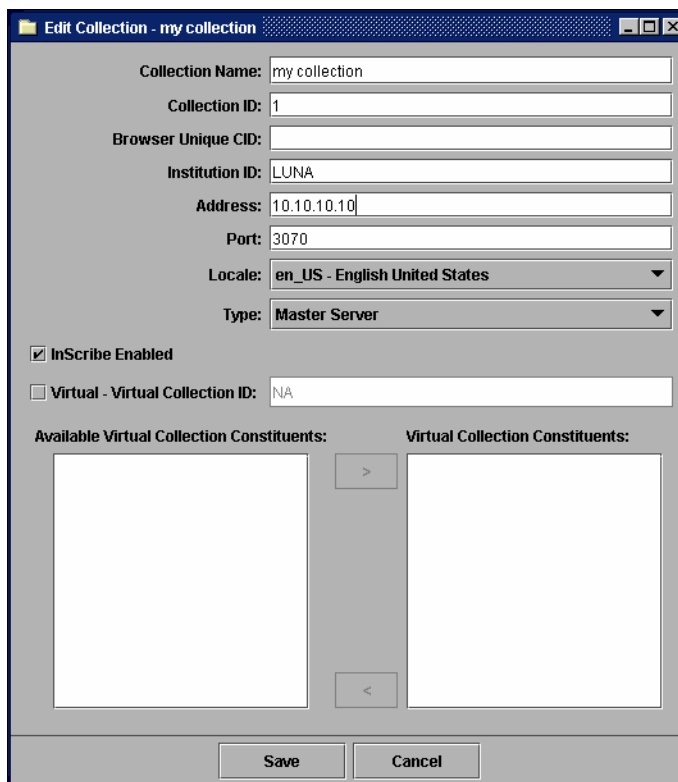 Edit Collection - my collection
Collection Name: my collection
Collection ID: 1
Browser Unique CID:
Institution ID: LUNA
Address: 10.10.10.10
Port: 3070
Locale: en_US - English United States
Type: Master Server
InScribe Enabled
Virtual - Virtual Collection ID: NA
Available Virtual Collection Constituents: Virtual Collection Constituents:
>
<
Save Cancel